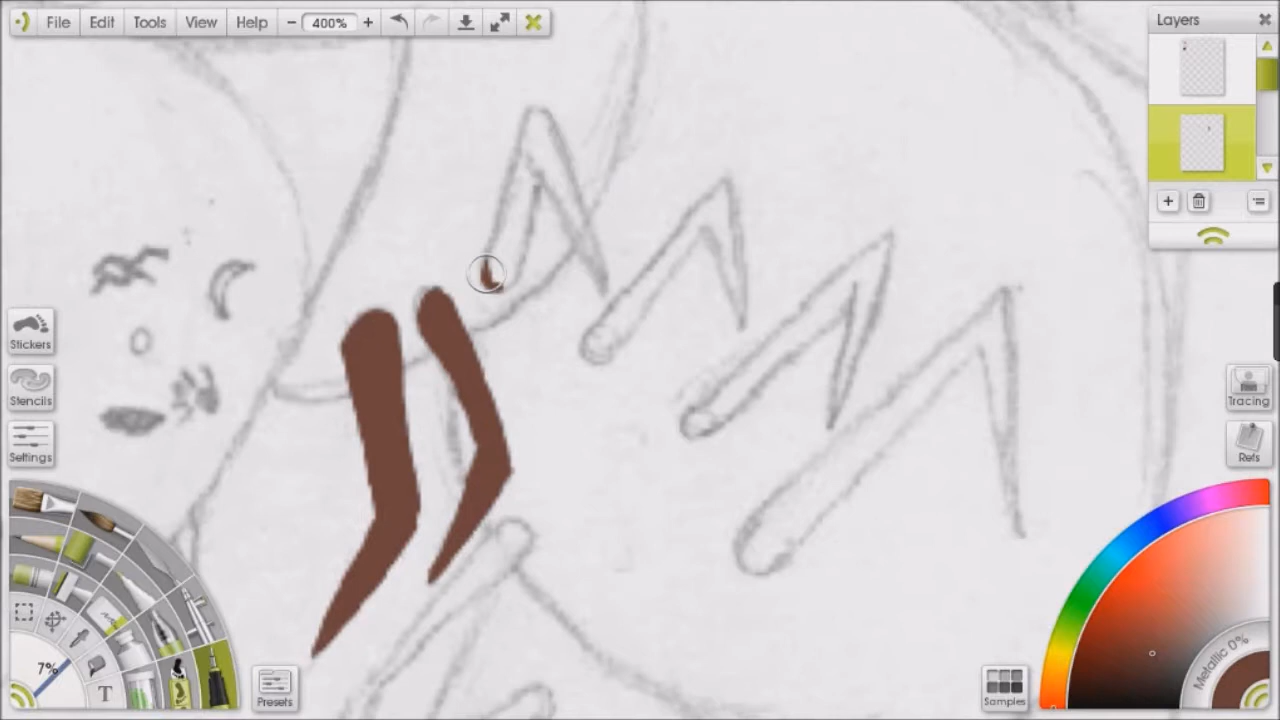 File Edit Tools View Help − 400% +
Layers
Stickers
Stencils
Settings
Tracing
Refs
7%
T
Presets
Samples
Metallic 0%